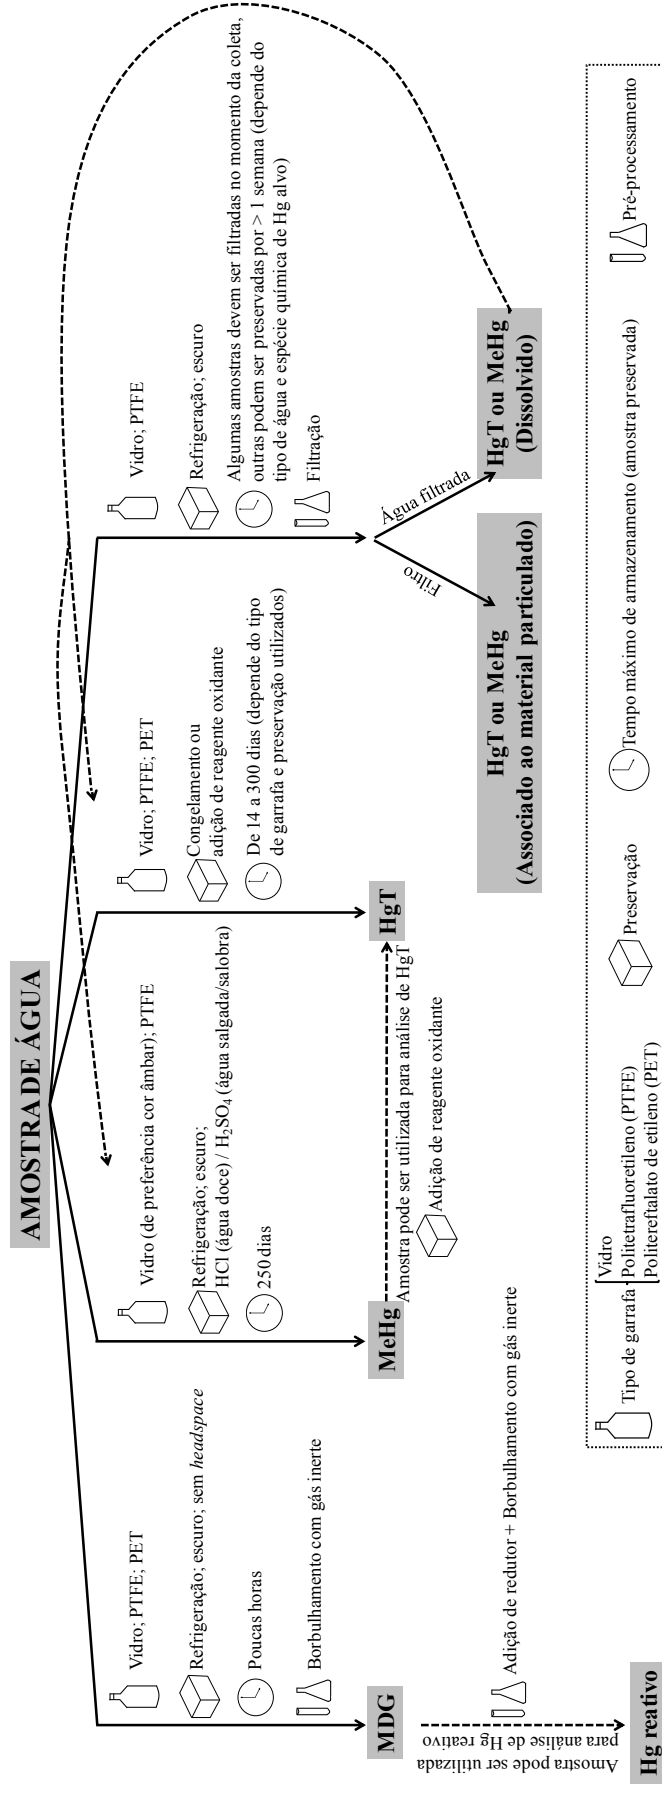 AMOSTRA DE ÁGUA
Vidro; PTFE; PET
Refrigeração; escuro; sem headspace
Poucas horas
Borbulhamento com gás inerte
MDG
Amostra pode ser utilizada
para análise de Hg reativo
Adição de redutor + Borbulhamento com gás inerte
Hg reativo
Vidro (de preferência cor âmbar); PTFE
Refrigeração; escuro;
HCl (água doce) / H₂SO₄ (água salgada/salobra)
250 dias
MeHg
Amostra pode ser utilizada para análise de HgT
Adição de reagente oxidante
Vidro; PTFE; PET
Congelamento ou
adição de reagente oxidante
De 14 a 300 dias (depende do tipo
de garrafa e preservação utilizados)
HgT
Vidro; PTFE
Refrigeração; escuro
Algumas amostras devem ser filtradas no momento da coleta,
outras podem ser preservadas por > 1 semana (depende do
tipo de água e espécie química de Hg alvo)
Filtração
Filtro
Água filtrada
HgT ou MeHg
(Associado ao material particulado)
HgT ou MeHg
(Dissolvido)
Tipo de garrafa
Vidro
Politetrafluoretileno (PTFE)
Politereftalato de etileno (PET)
Preservação
Tempo máximo de armazenamento (amostra preservada)
Pré-processamento